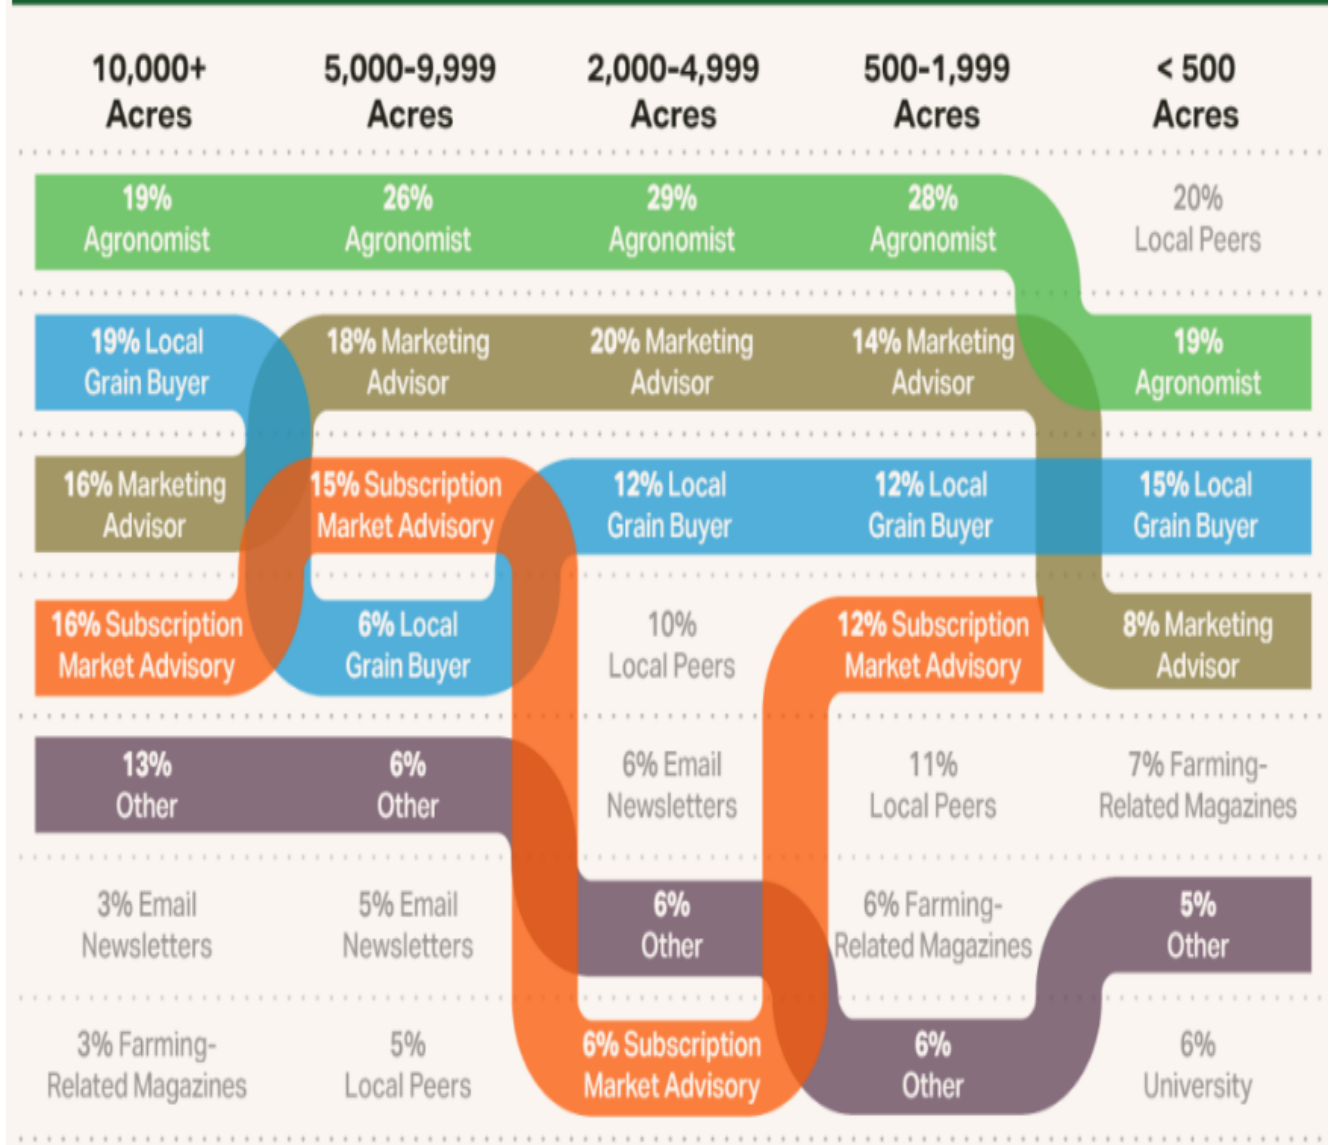 10,000+ 5,000-9,999 2,000-4,999 500-1,999 < 500
Acres Acres Acres Acres Acres
19% 26% 29% 28% 20%
Agronomist Agronomist Agronomist Agronomist Local Peers
19% Local 18% Marketing 20% Marketing 14% Marketing 19%
Grain Buyer Advisor Advisor Advisor Agronomist
16% Marketing 15% Subscription 12% Local 12% Local 15% Local
Advisor Market Advisory Grain Buyer Grain Buyer Grain Buyer
16% Subscription 6% Local 10% 12% Subscription 8% Marketing
Market Advisory Grain Buyer Local Peers Market Advisory Advisor
13% 6% 6% Email 11% 7% Farming-
Other Other Newsletters Local Peers Related Magazines
3% Email 5% Email 6% 6% Farming- 5%
Newsletters Newsletters Other Related Magazines Other
3% Farming- 5% 6% Subscription 6% 6%
Related Magazines Local Peers Market Advisory Other University